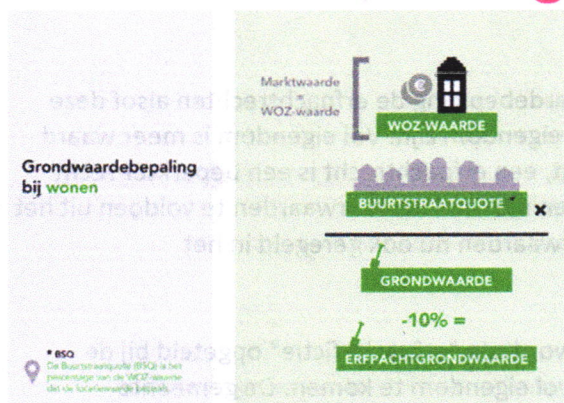 Marktwaarde
=
WOZ-waarde
WOZ-WAARDE
Grondwaardebepaling
bij wonen
BUURTSTRAATQUOTE *
×
GRONDWAARDE
-10% =
ERFPACHTGRONDWAARDE
* BSQ
De Buurtstraatquote (BSQ) is het
percentage van de WOZ-waarde
dat de locatiewaarde bepaalt.